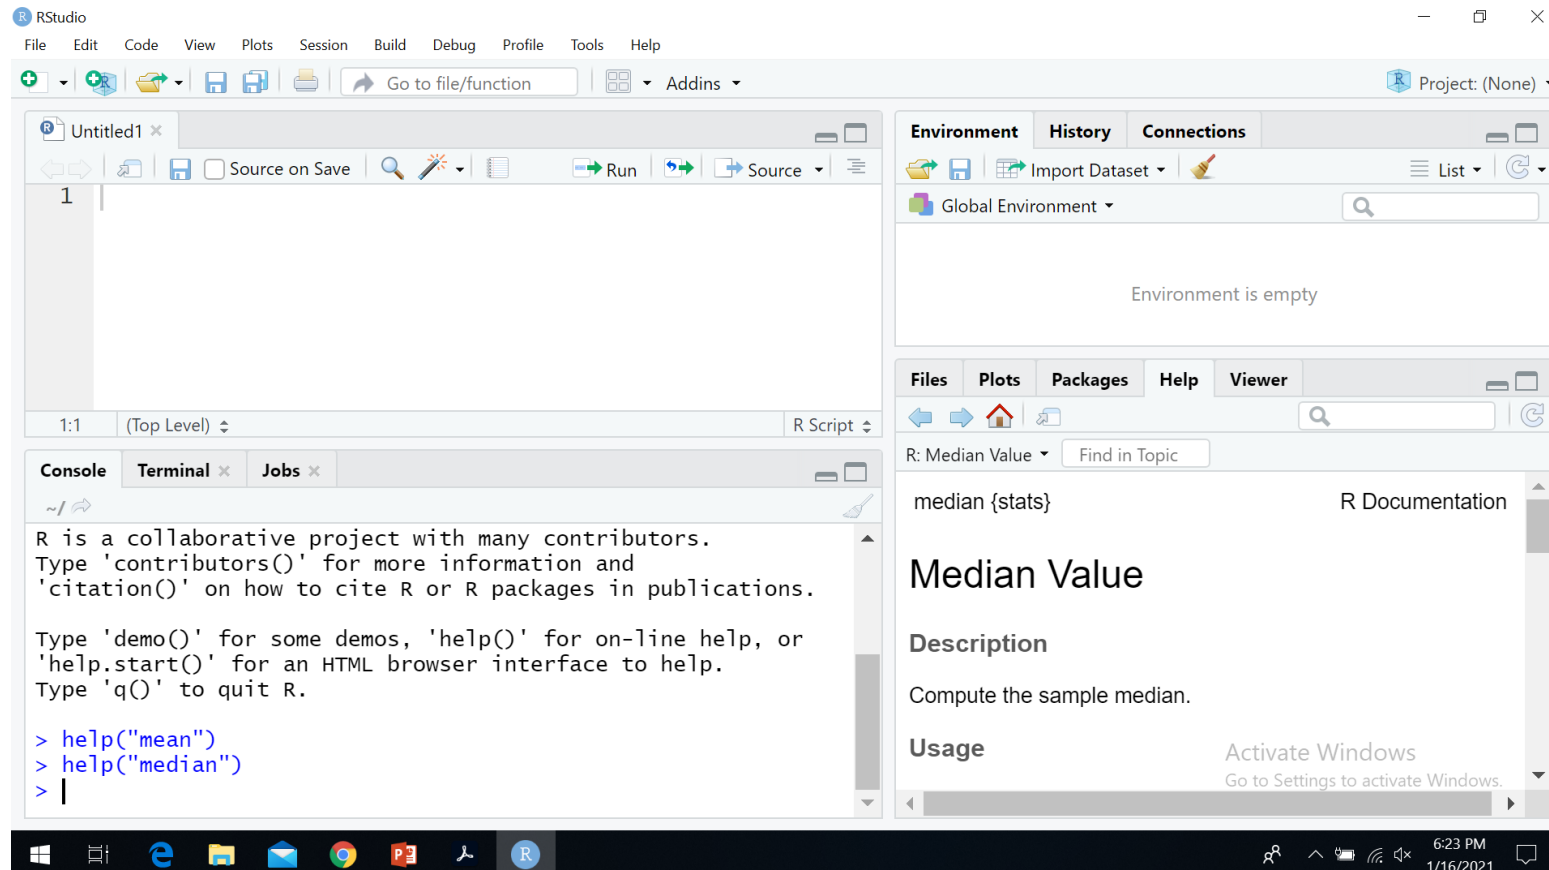 RStudio
File Edit Code View Plots Session Build Debug Profile Tools Help
Go to file/function Addins Project: (None)
Untitled1
Source on Save Run Source
1
1:1 (Top Level) R Script
Console Terminal Jobs
~/
R is a collaborative project with many contributors.
Type 'contributors()' for more information and
'citation()' on how to cite R or R packages in publications.
Type 'demo()' for some demos, 'help()' for on-line help, or
'help.start()' for an HTML browser interface to help.
Type 'q()' to quit R.
> help("mean")
> help("median")
>
Environment History Connections
Import Dataset List
Global Environment
Environment is empty
Files Plots Packages Help Viewer
R: Median Value Find in Topic
median {stats} R Documentation
Median Value
Description
Compute the sample median.
Usage
Activate Windows
Go to Settings to activate Windows.
6:23 PM
1/16/2021